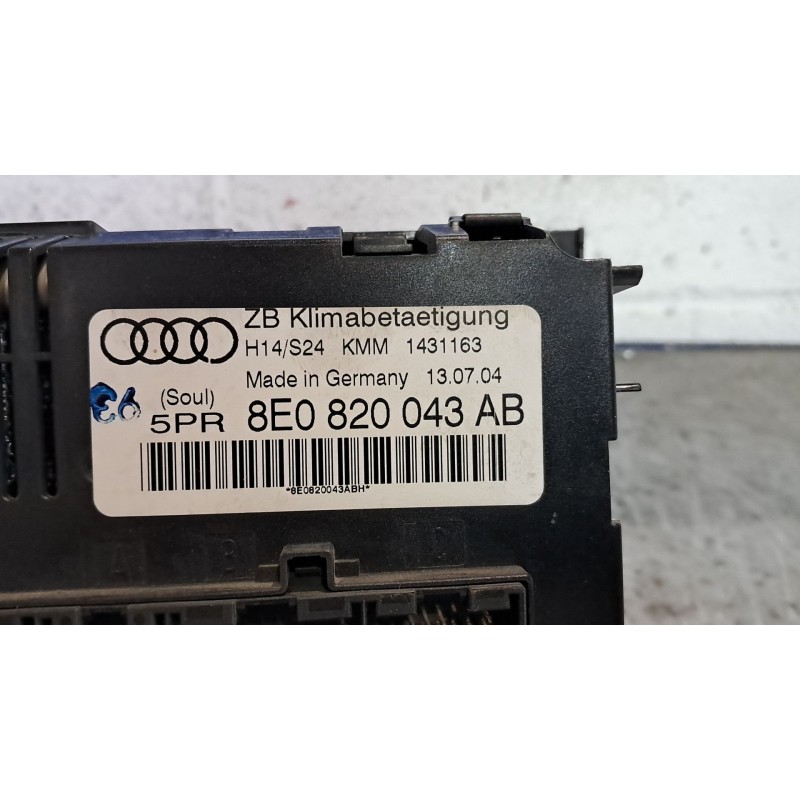 ZB Klimabetaetigung
H14/S24 KMM 1431163
Made in Germany 13.07.04
(Soul)
5PR 8E0 820 043 AB
*8E0820043ABH*